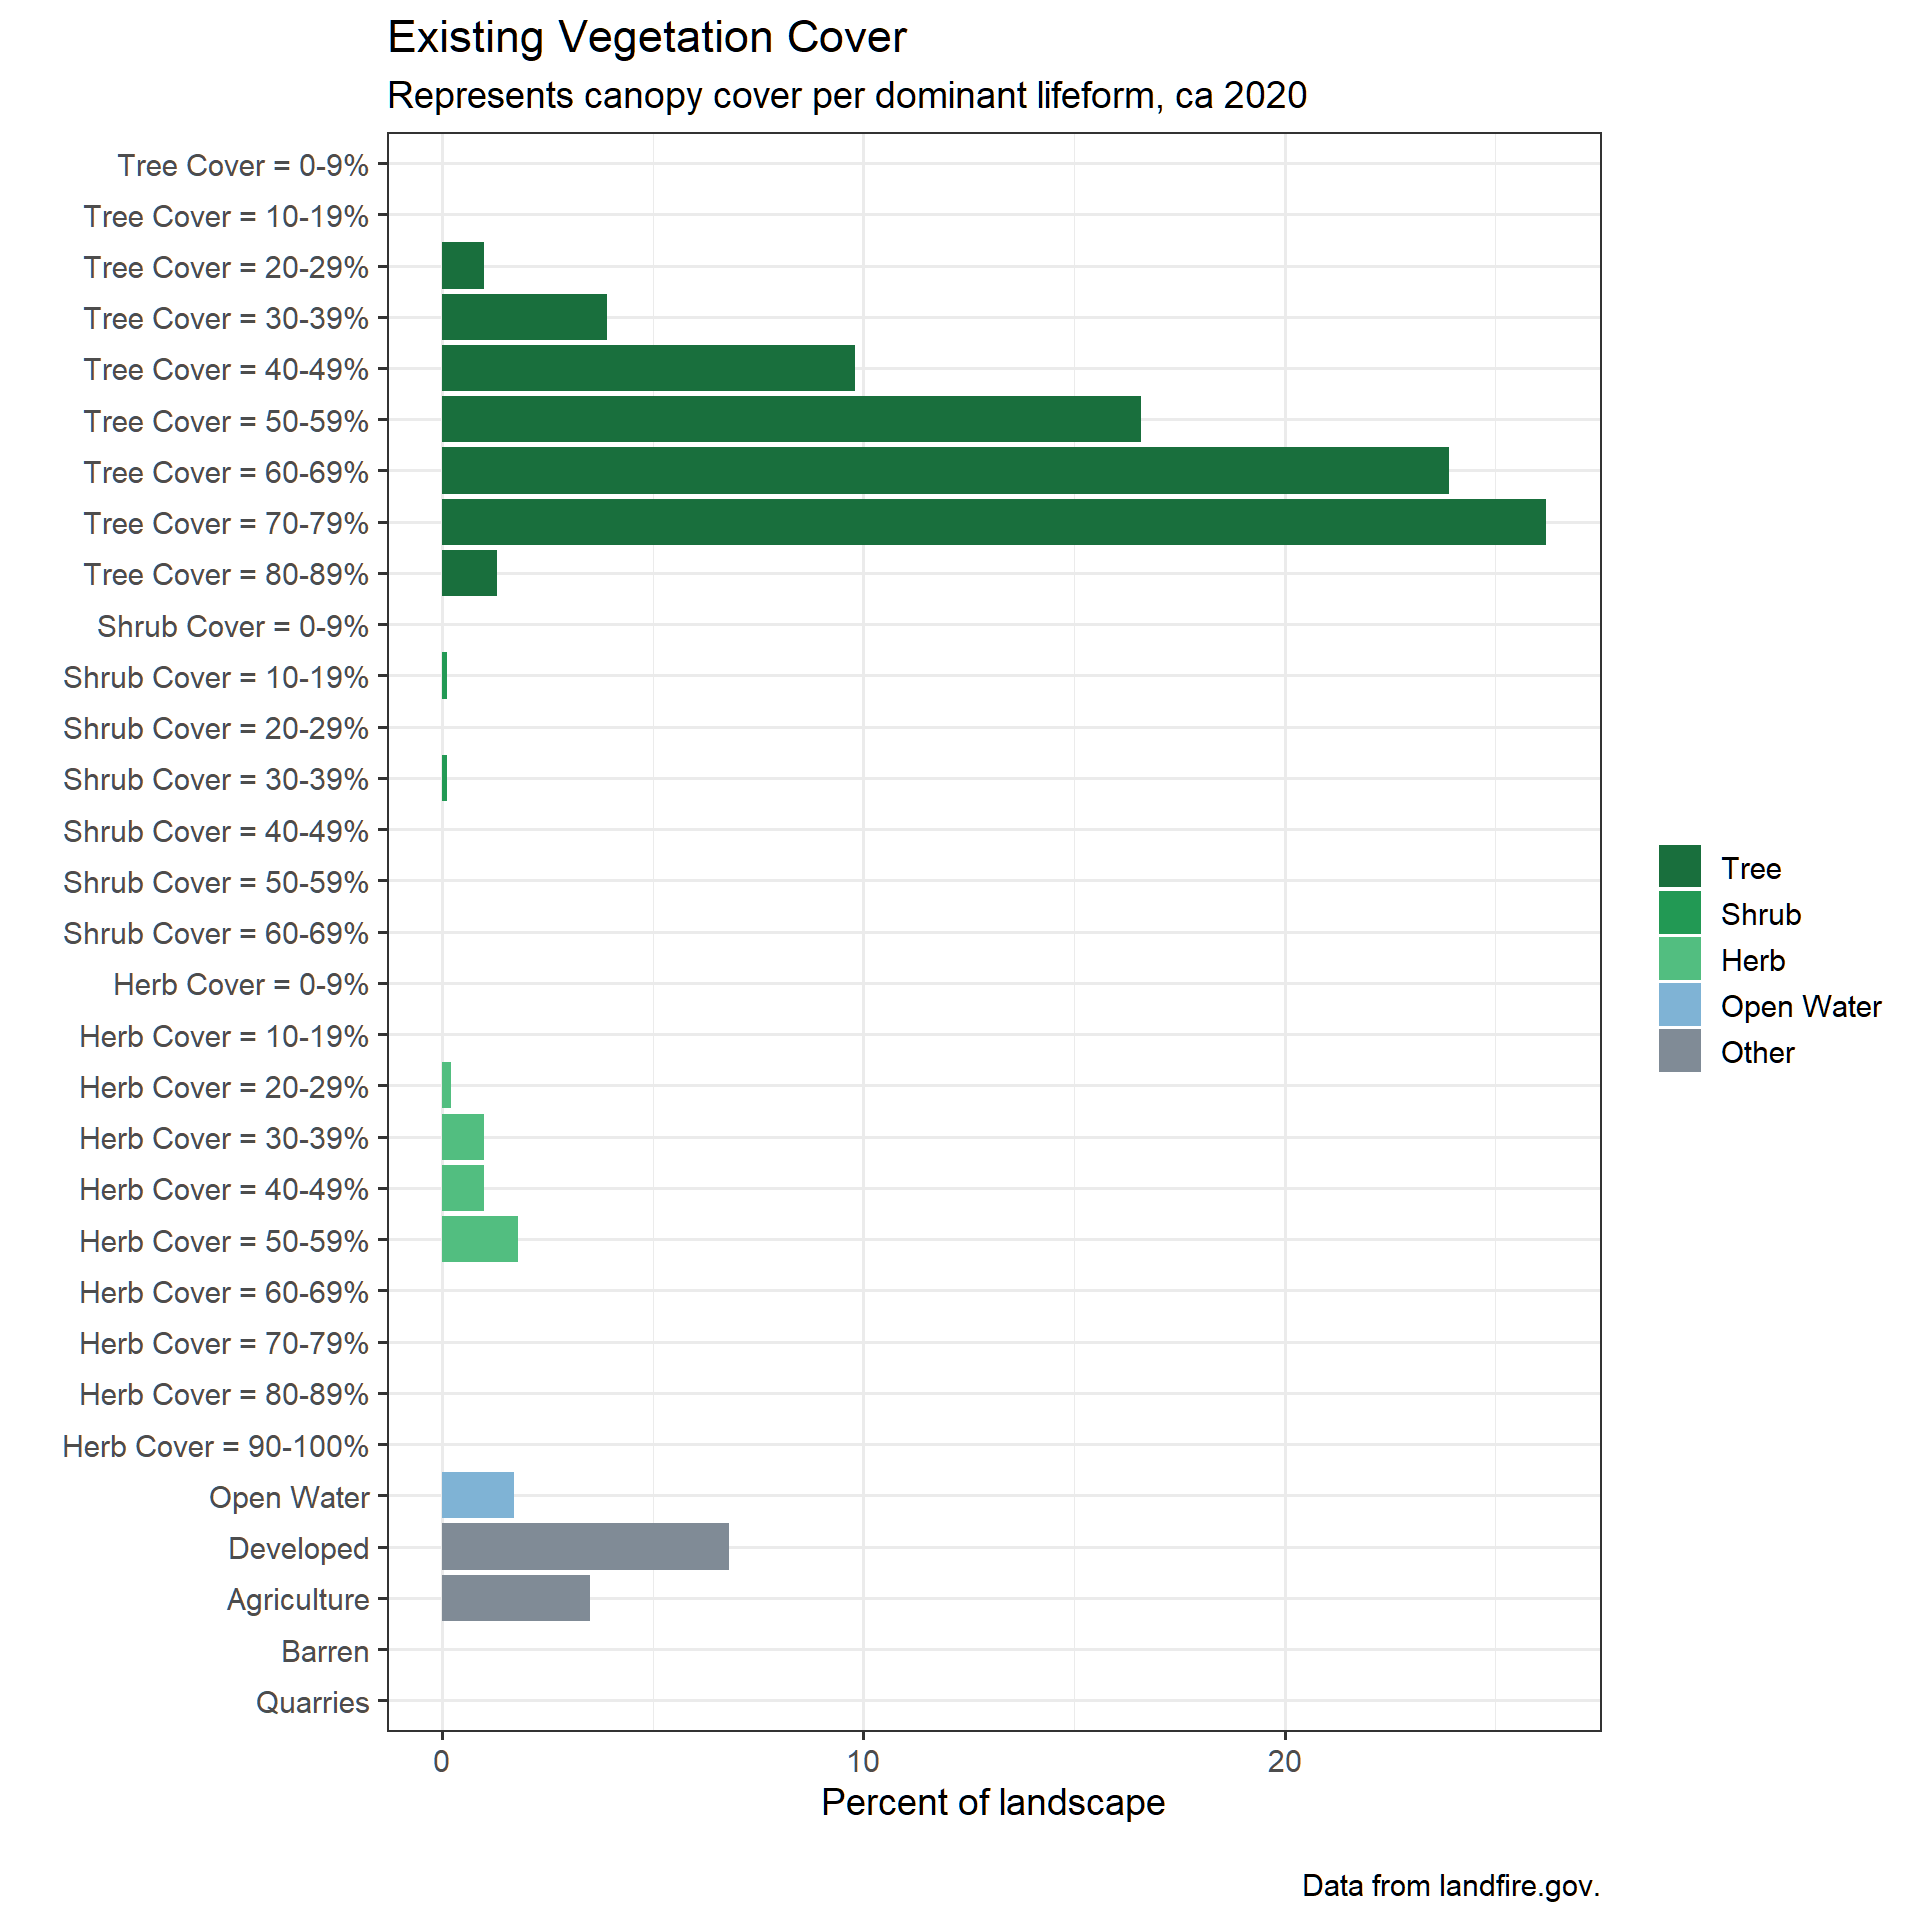 Existing Vegetation Cover
Represents canopy cover per dominant lifeform, ca 2020
Tree Cover = 0-9%
Tree Cover = 10-19%
Tree Cover = 20-29%
Tree Cover = 30-39%
Tree Cover = 40-49%
Tree Cover = 50-59%
Tree Cover = 60-69%
Tree Cover = 70-79%
Tree Cover = 80-89%
Shrub Cover = 0-9%
Shrub Cover = 10-19%
Shrub Cover = 20-29%
Shrub Cover = 30-39%
Shrub Cover = 40-49%
Shrub Cover = 50-59%
Shrub Cover = 60-69%
Herb Cover = 0-9%
Herb Cover = 10-19%
Herb Cover = 20-29%
Herb Cover = 30-39%
Herb Cover = 40-49%
Herb Cover = 50-59%
Herb Cover = 60-69%
Herb Cover = 70-79%
Herb Cover = 80-89%
Herb Cover = 90-100%
Open Water
Developed
Agriculture
Barren
Quarries
0 10 20
Percent of landscape
Tree
Shrub
Herb
Open Water
Other
Data from landfire.gov.